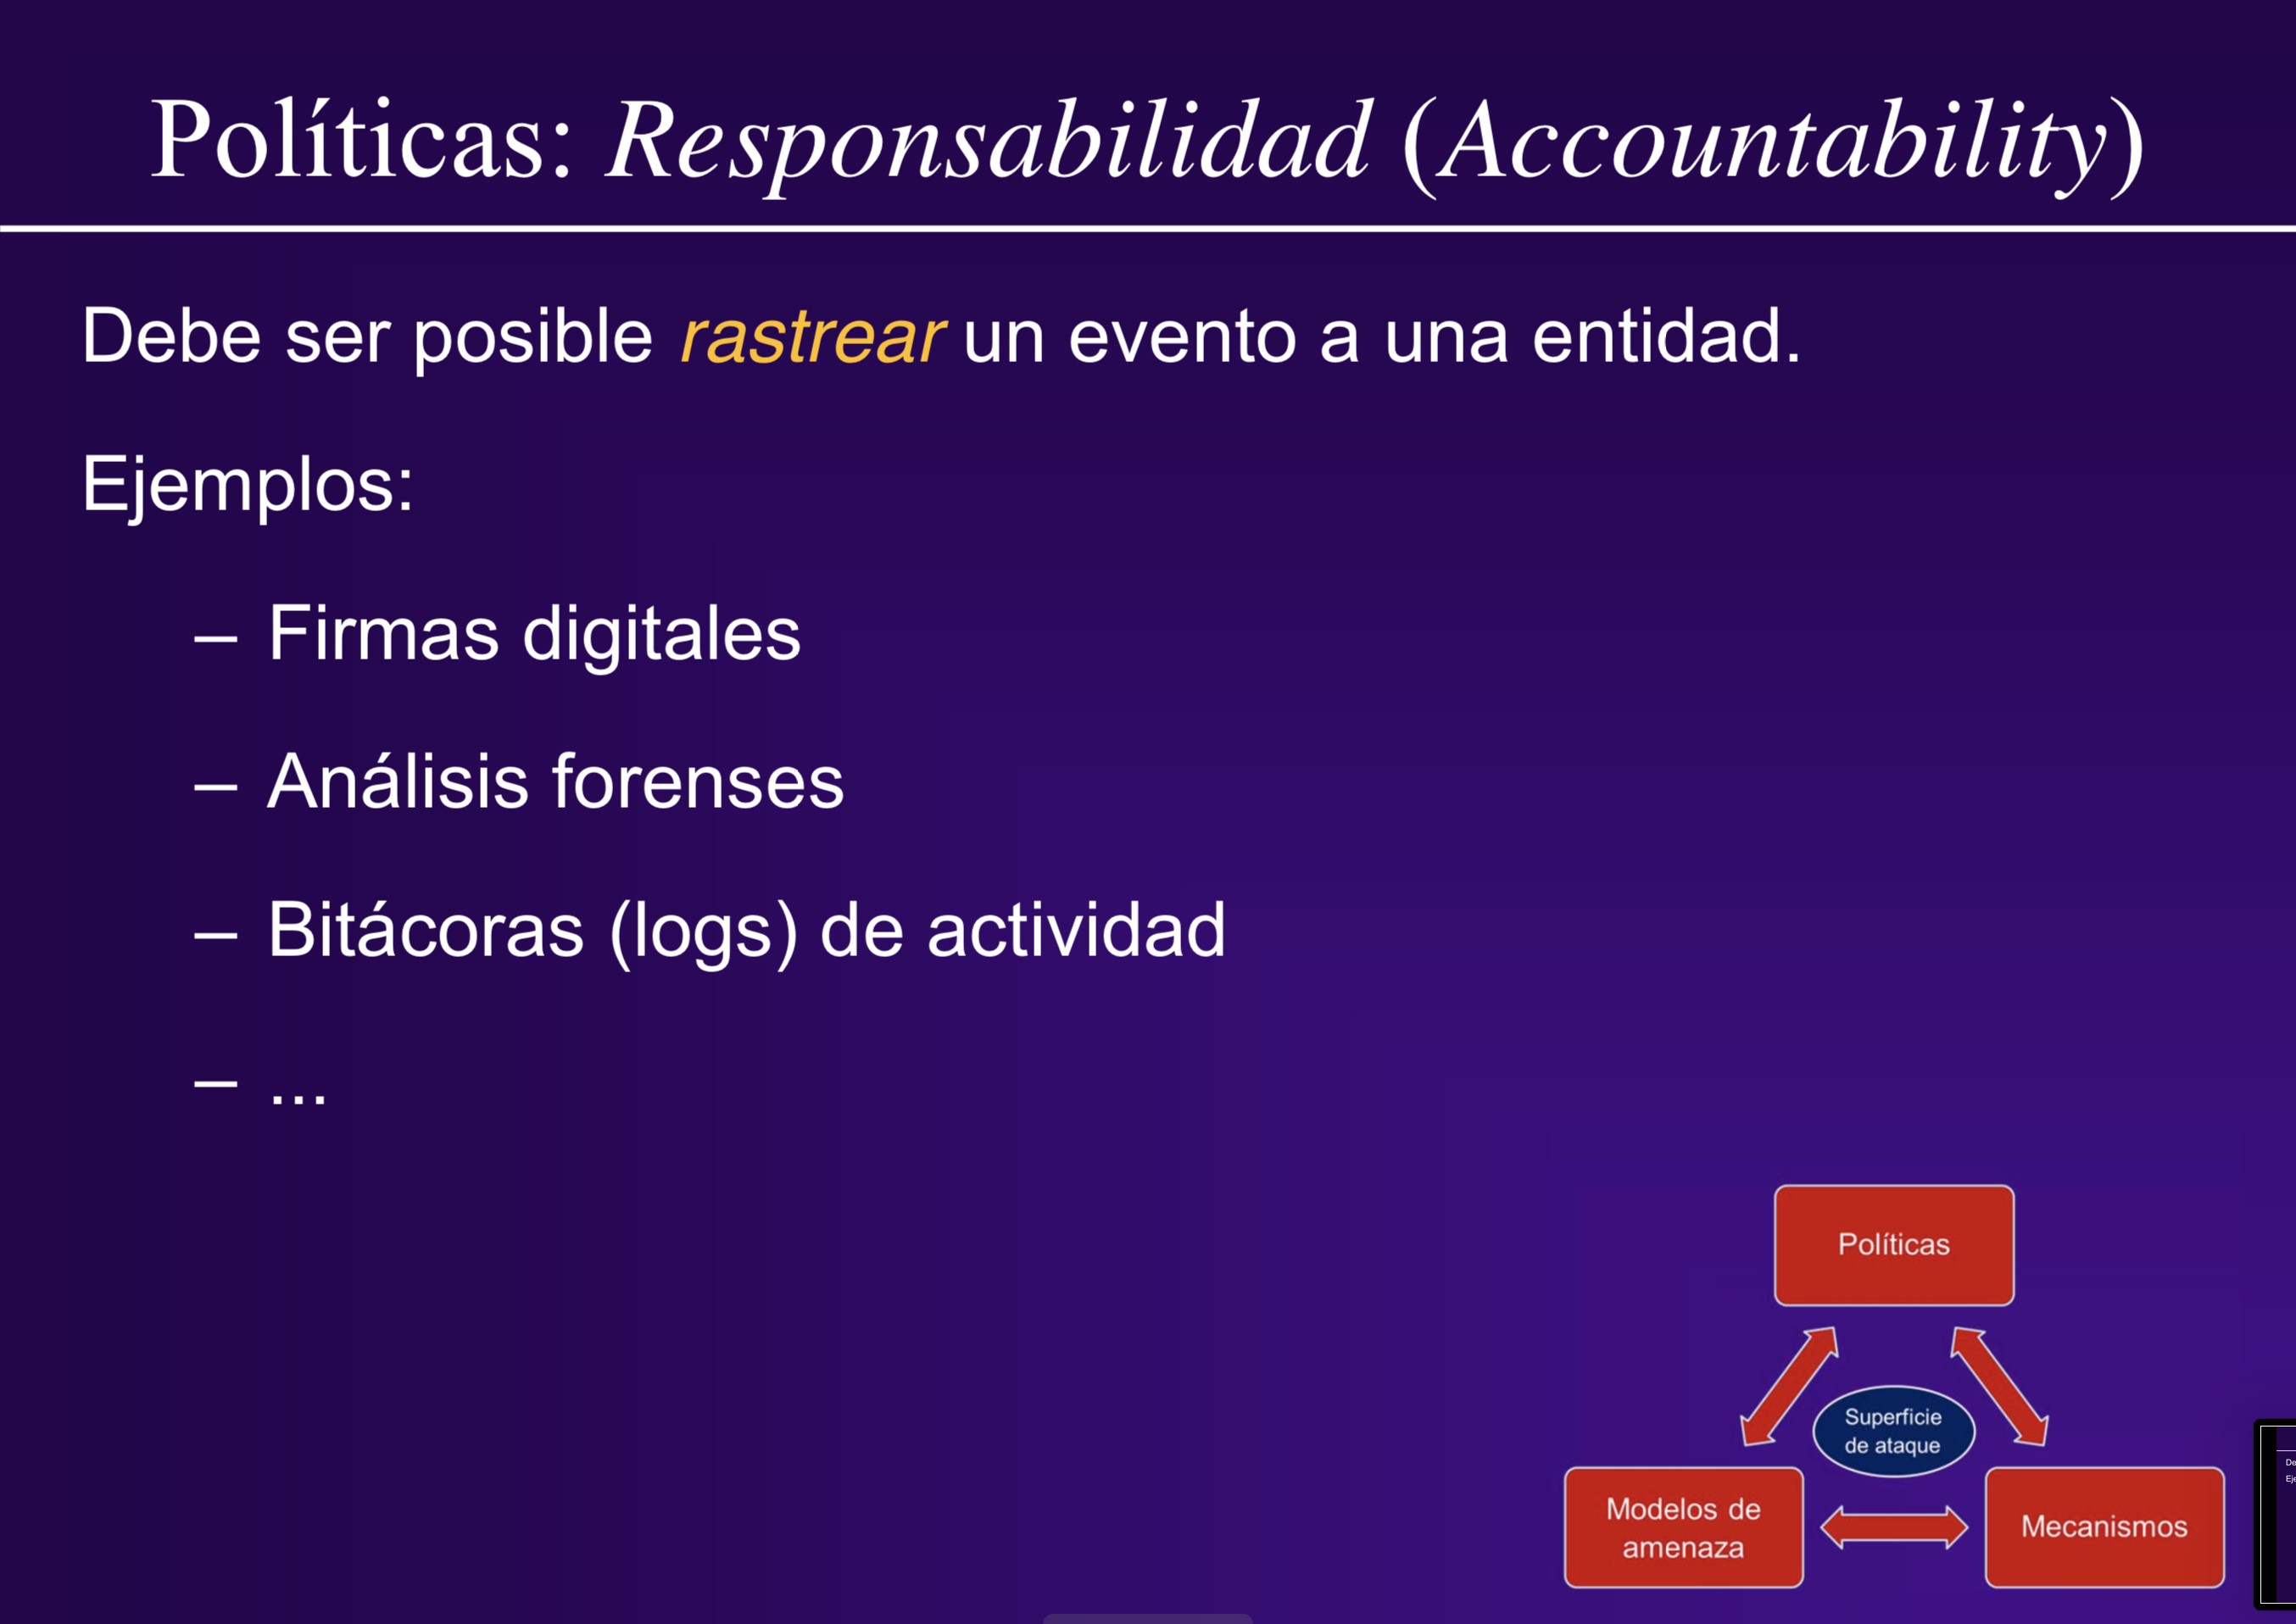 Políticas: Responsabilidad (Accountability)
Debe ser posible rastrear un evento a una entidad.
Ejemplos:
– Firmas digitales
– Análisis forenses
– Bitácoras (logs) de actividad
– ...
Políticas
Superficie
de ataque
Modelos de
amenaza
Mecanismos